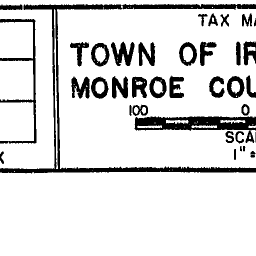 TAX MA
TOWN OF IR
MONROE COU
100 0
SCA
X
1"=